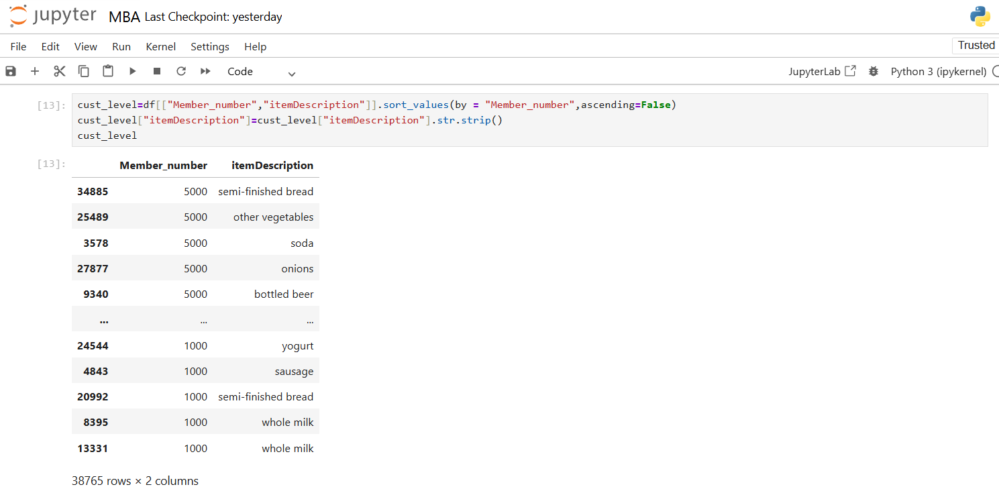 jupyter MBA Last Checkpoint: yesterday
File Edit View Run Kernel Settings Help Trusted
Code JupyterLab Python 3 (ipykernel)
[13]: cust_level=df[["Member_number","itemDescription"]].sort_values(by = "Member_number",ascending=False)
cust_level["itemDescription"]=cust_level["itemDescription"].str.strip()
cust_level
[13]: Member_number itemDescription
34885 5000 semi-finished bread
25489 5000 other vegetables
3578 5000 soda
27877 5000 onions
9340 5000 bottled beer
... ... ...
24544 1000 yogurt
4843 1000 sausage
20992 1000 semi-finished bread
8395 1000 whole milk
13331 1000 whole milk
38765 rows × 2 columns